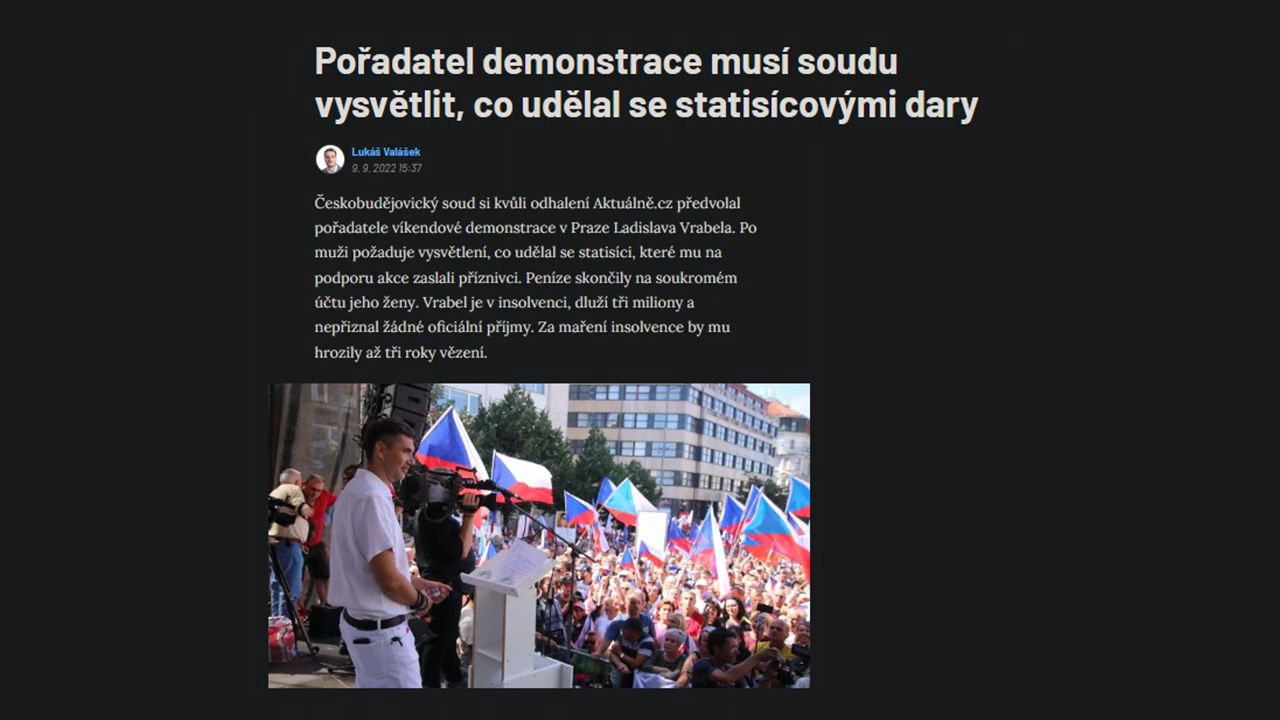 Pořadatel demonstrace musí soudu
vysvětlit, co udělal se statisícovými dary
Lukáš Valášek
9. 9. 2022 15:37
Českobudějovický soud si kvůli odhalení Aktuálně.cz předvolal
pořadatele víkendové demonstrace v Praze Ladislava Vrabela. Po
muži požaduje vysvětlení, co udělal se statisíci, které mu na
podporu akce zaslali příznivci. Peníze skončily na soukromém
účtu jeho ženy. Vrabel je v insolvenci, dluží tři miliony a
nepřiznal žádné oficiální příjmy. Za maření insolvence by mu
hrozily až tři roky vězení.